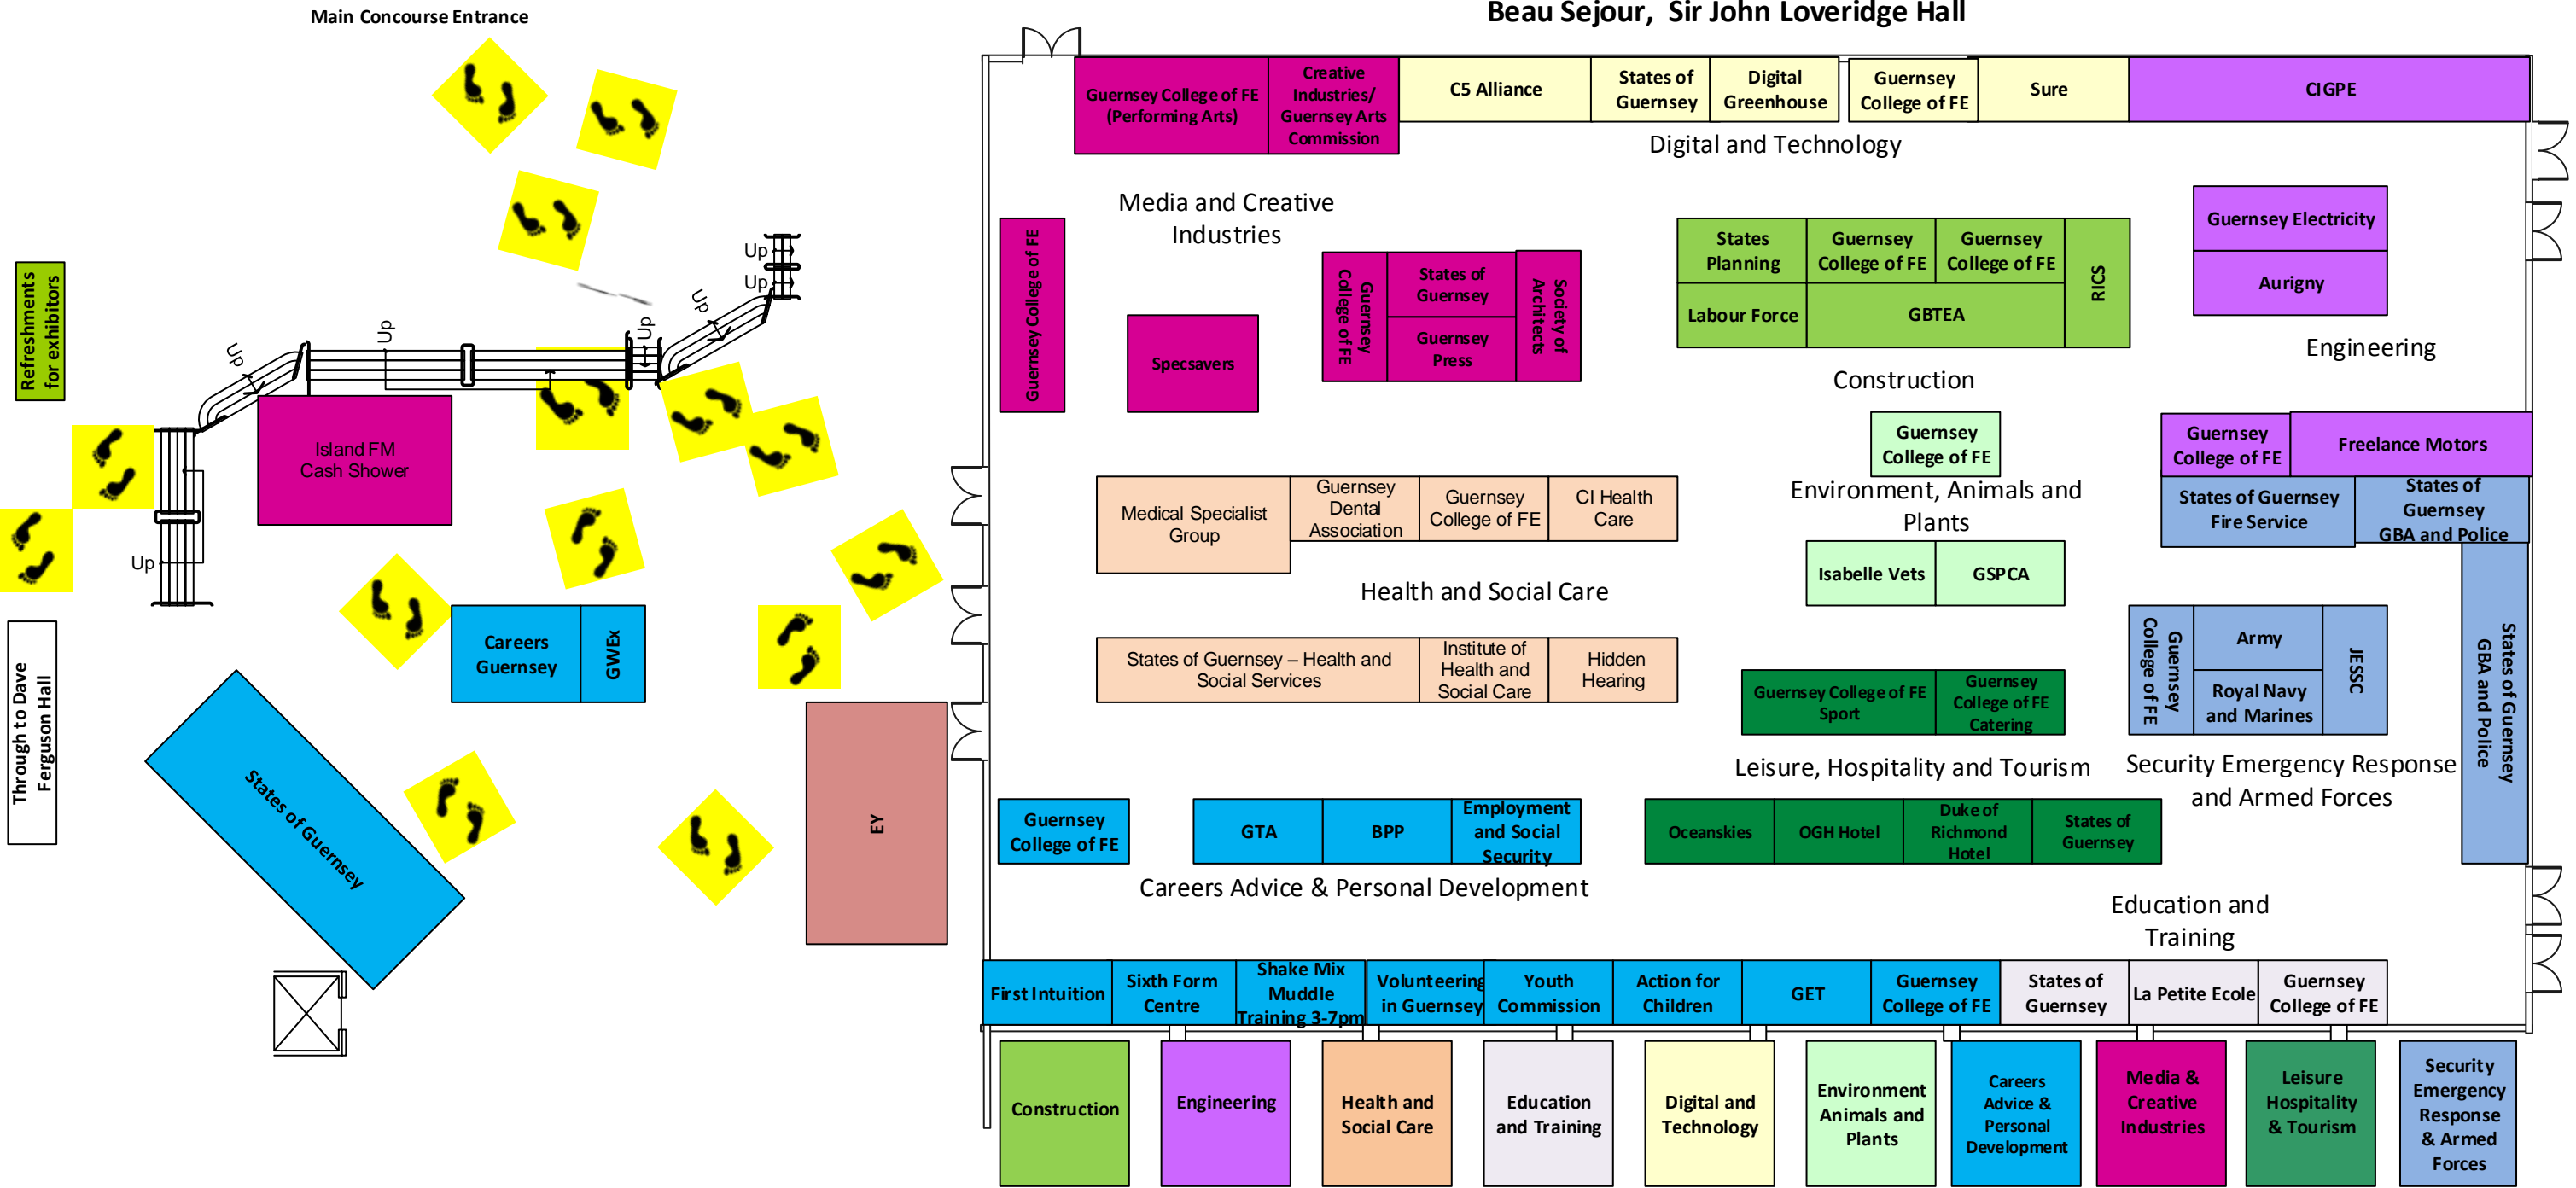 Main Concourse Entrance
Beau Sejour, Sir John Loveridge Hall
Guernsey College of FE
(Performing Arts)
Creative
Industries/
Guernsey Arts
Commission
C5 Alliance
States of
Guernsey
Digital
Greenhouse
Guernsey
College of FE
Sure
CIGPE
Digital and Technology
Media and Creative
Industries
Guernsey College of FE
Specsavers
Guernsey
College of FE
States of
Guernsey
Guernsey
Press
Society of
Architects
States
Planning
Guernsey
College of FE
Guernsey
College of FE
RICS
Labour Force
GBTEA
Construction
Guernsey Electricity
Aurigny
Engineering
Guernsey
College of FE
Freelance Motors
States of Guernsey
Fire Service
States of
Guernsey
GBA and Police
Guernsey
College of FE
Environment, Animals and
Plants
Isabelle Vets
GSPCA
Medical Specialist
Group
Guernsey
Dental
Association
Guernsey
College of FE
CI Health
Care
Health and Social Care
States of Guernsey – Health and
Social Services
Institute of
Health and
Social Care
Hidden
Hearing
Guernsey College of FE
Sport
Guernsey
College of FE
Catering
Leisure, Hospitality and Tourism
Guernsey
College of FE
Army
Royal Navy
and Marines
JESSC
States of Guernsey
GBA and Police
Security Emergency Response
and Armed Forces
Guernsey
College of FE
GTA
BPP
Employment
and Social
Security
Careers Advice & Personal Development
Oceanskies
OGH Hotel
Duke of
Richmond
Hotel
States of
Guernsey
Education and
Training
First Intuition
Sixth Form
Centre
Shake Mix
Muddle
Training 3-7pm
Volunteering
in Guernsey
Youth
Commission
Action for
Children
GET
Guernsey
College of FE
States of
Guernsey
La Petite Ecole
Guernsey
College of FE
Construction
Engineering
Health and
Social Care
Education
and Training
Digital and
Technology
Environment
Animals and
Plants
Careers
Advice &
Personal
Development
Media &
Creative
Industries
Leisure
Hospitality
& Tourism
Security
Emergency
Response
& Armed
Forces
Refreshments
for exhibitors
Up
Up
Up
Up
Up
Up
Up
Island FM
Cash Shower
Careers
Guernsey
GWEx
Through to Dave
Ferguson Hall
States of Guernsey
EY